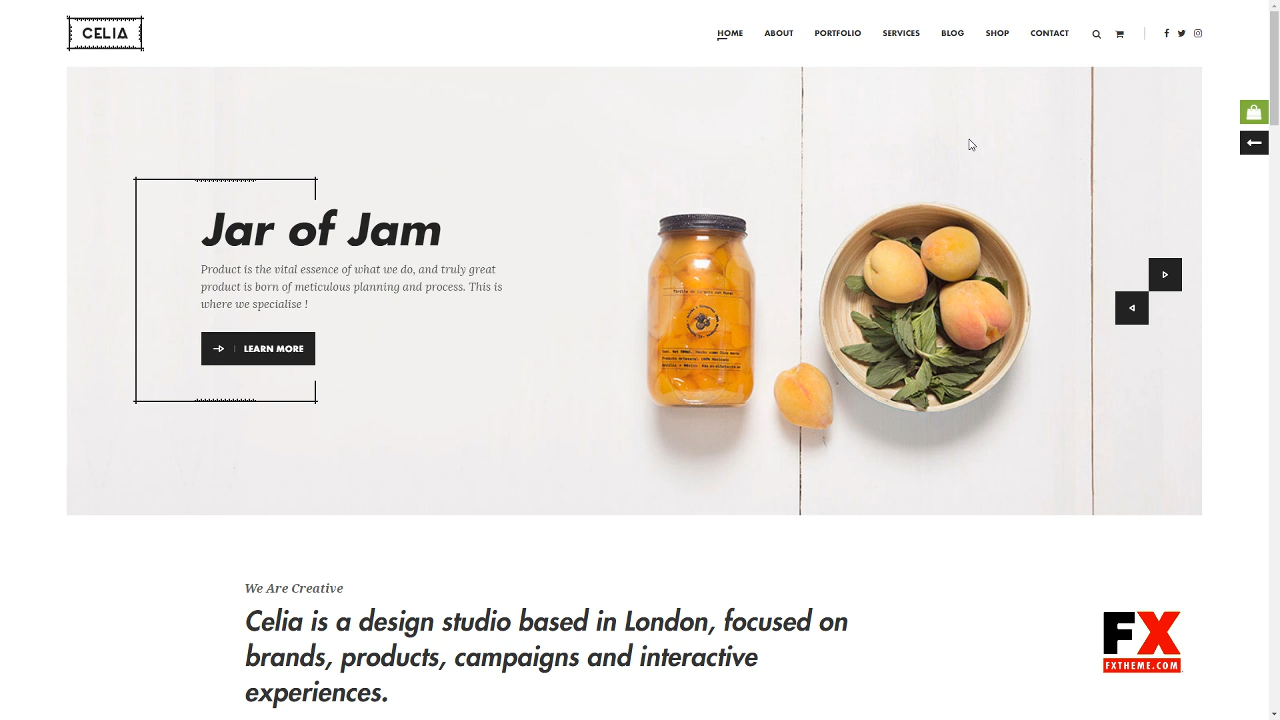 CELIA
HOME ABOUT PORTFOLIO SERVICES BLOG SHOP CONTACT
Jar of Jam
Product is the vital essence of what we do, and truly great
product is born of meticulous planning and process. This is
where we specialise !
LEARN MORE
We Are Creative
Celia is a design studio based in London, focused on
brands, products, campaigns and interactive
experiences.
FX
FXTHEME.COM